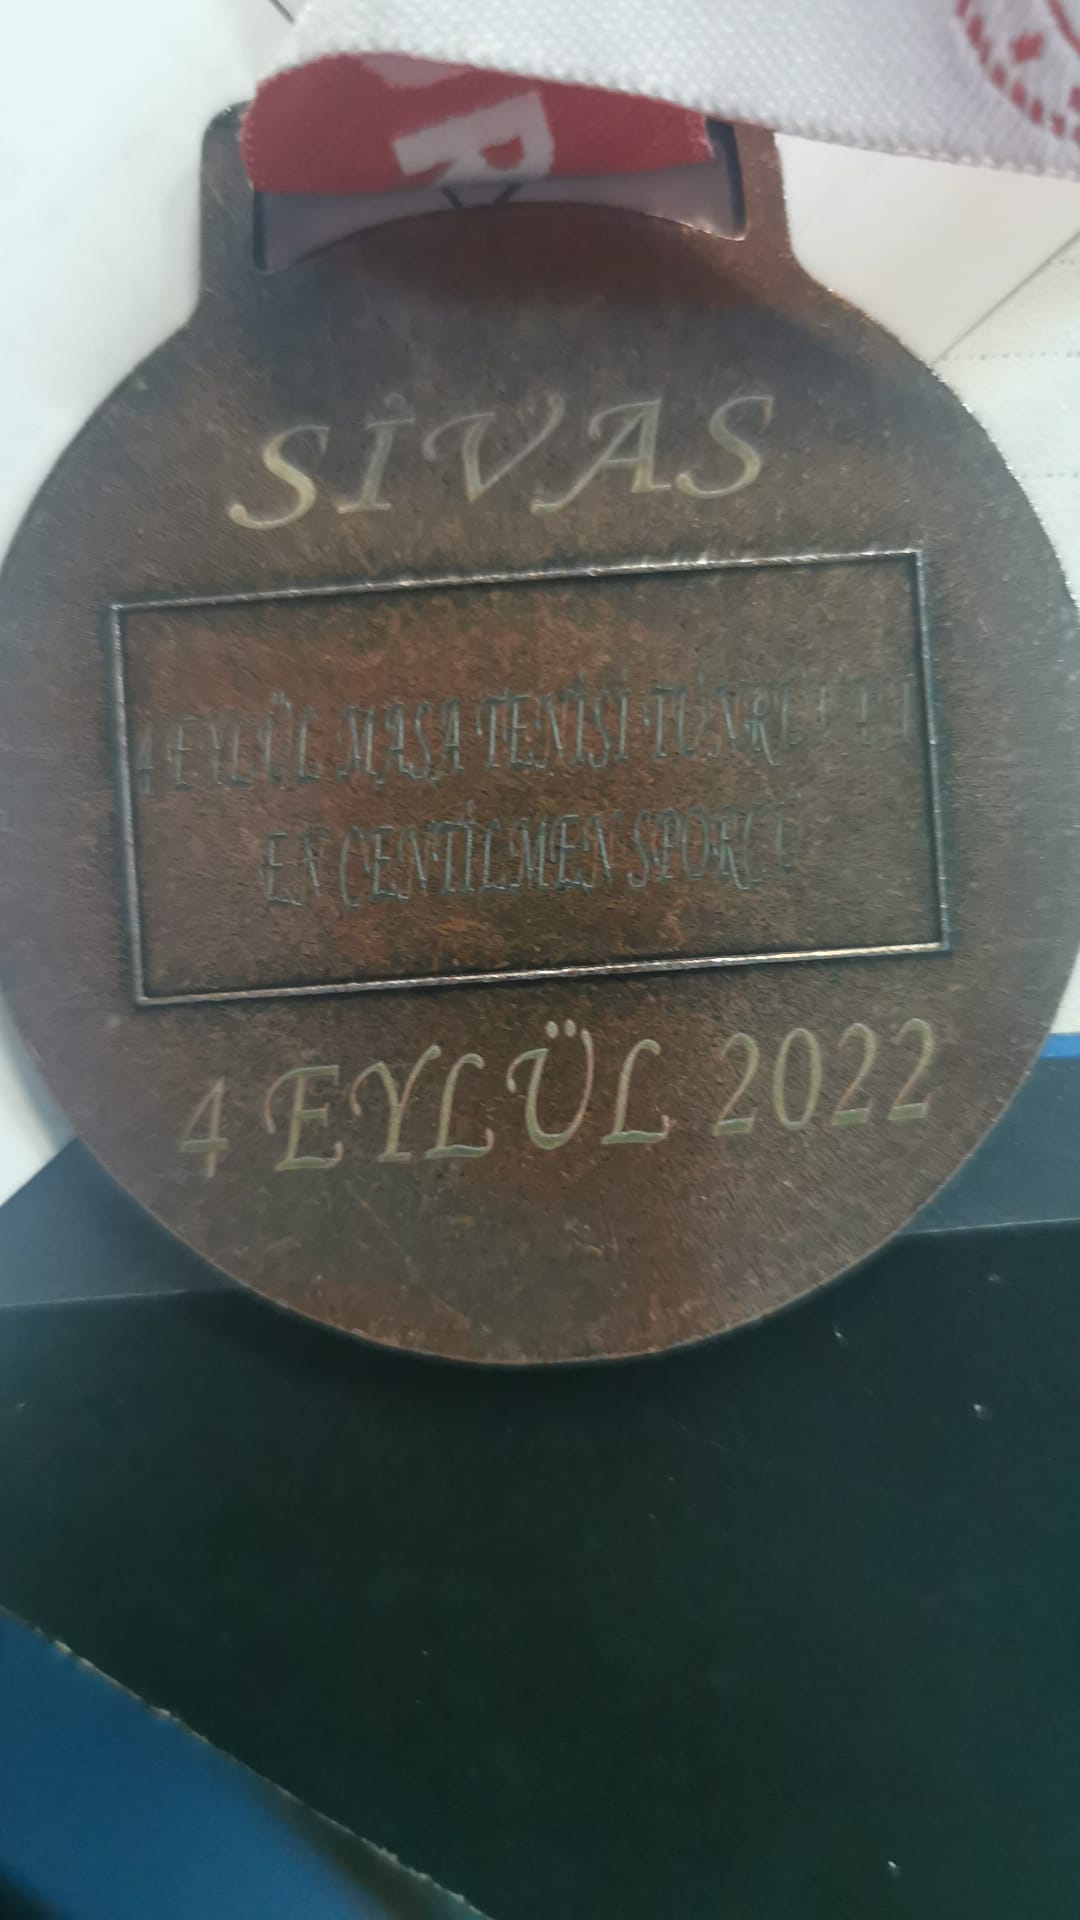 R
SİVAS
4 EYLÜL MASA TENİSİ
EN CENTİLMEN SPORCU
4 EYLÜL 2022